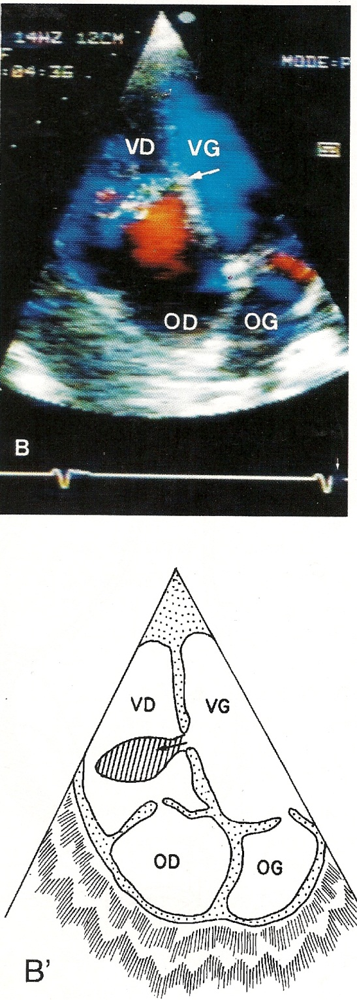 14HZ 12CM
MODE:P
F
:04:36
VD VG
OD OG
B
VD VG
OD OG
B'